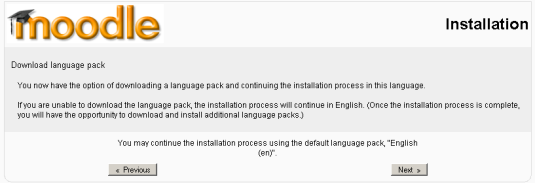 moodle
Installation
Download language pack
You now have the option of downloading a language pack and continuing the installation process in this language.
If you are unable to download the language pack, the installation process will continue in English. (Once the installation process is complete,
you will have the opportunity to download and install additional language packs.)
You may continue the installation process using the default language pack, "English
(en)".
« Previous
Next »